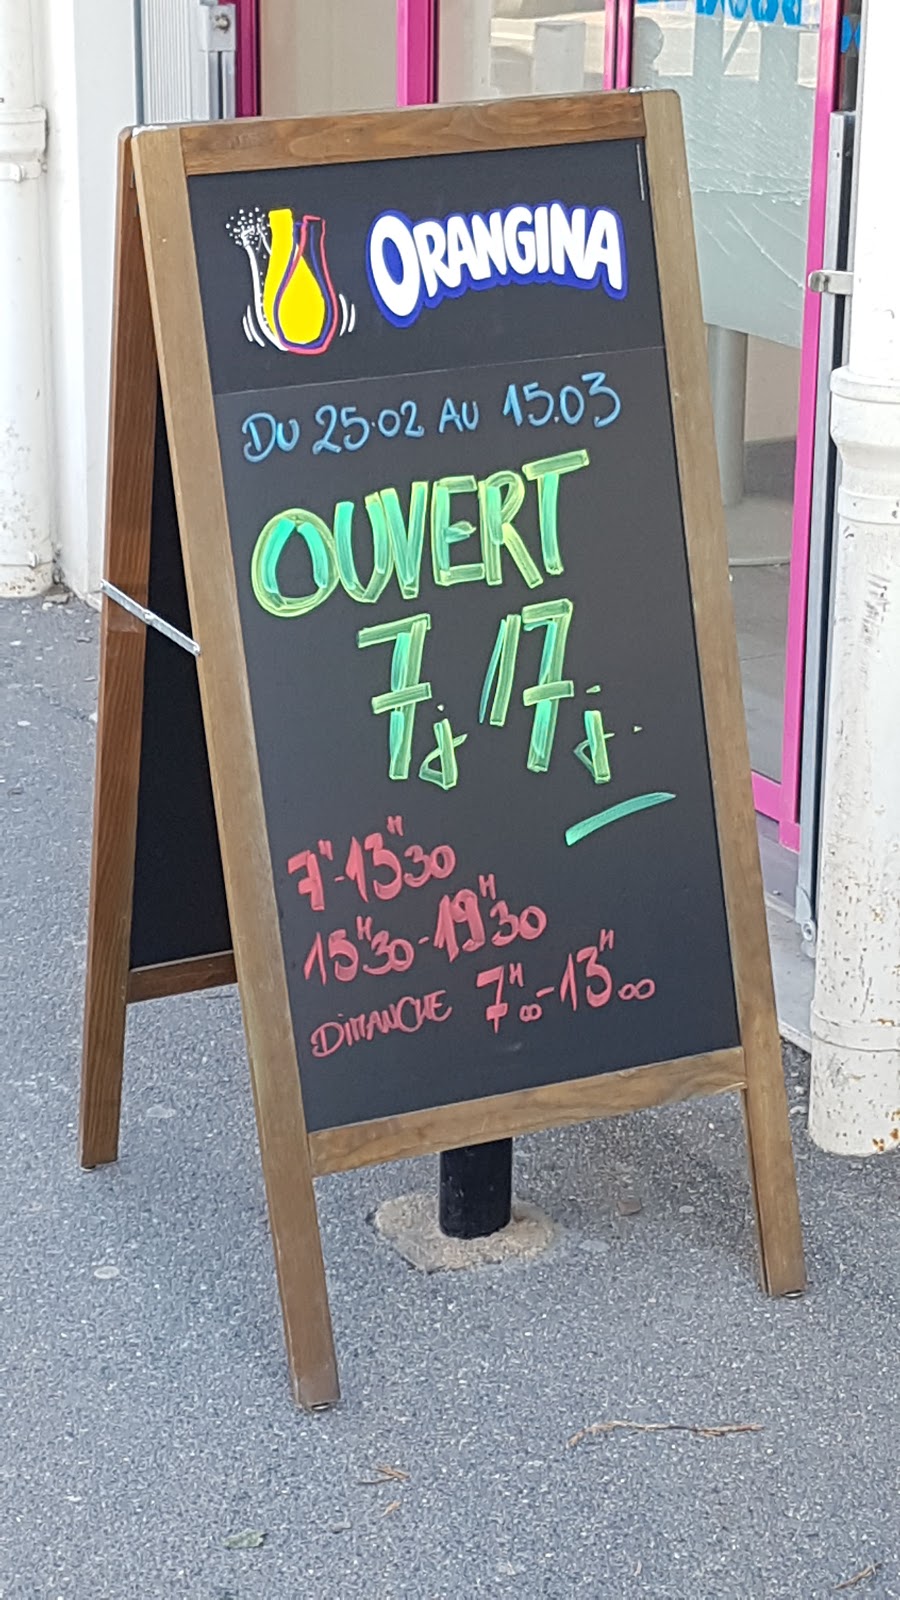 ORANGINA
DU 25.02 AU 15.03
OUVERT
7j/7j.
7H-13H30
15H30-19H30
DIMANCHE 7H00-13H00